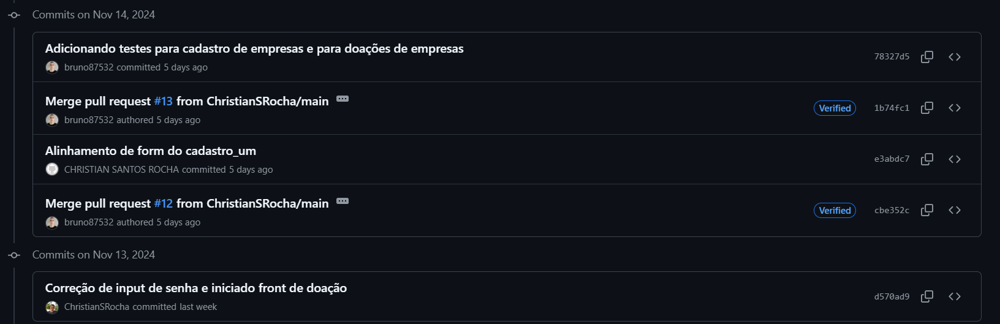 Commits on Nov 14, 2024
Adicionando testes para cadastro de empresas e para doações de empresas
bruno87532 committed 5 days ago
78327d5
Merge pull request #13 from ChristianSRocha/main
bruno87532 authored 5 days ago
Verified
1b74fc1
Alinhamento de form do cadastro_um
CHRISTIAN SANTOS ROCHA committed 5 days ago
e3abdc7
Merge pull request #12 from ChristianSRocha/main
bruno87532 authored 5 days ago
Verified
cbe352c
Commits on Nov 13, 2024
Correção de input de senha e iniciado front de doação
ChristianSRocha committed last week
d570ad9